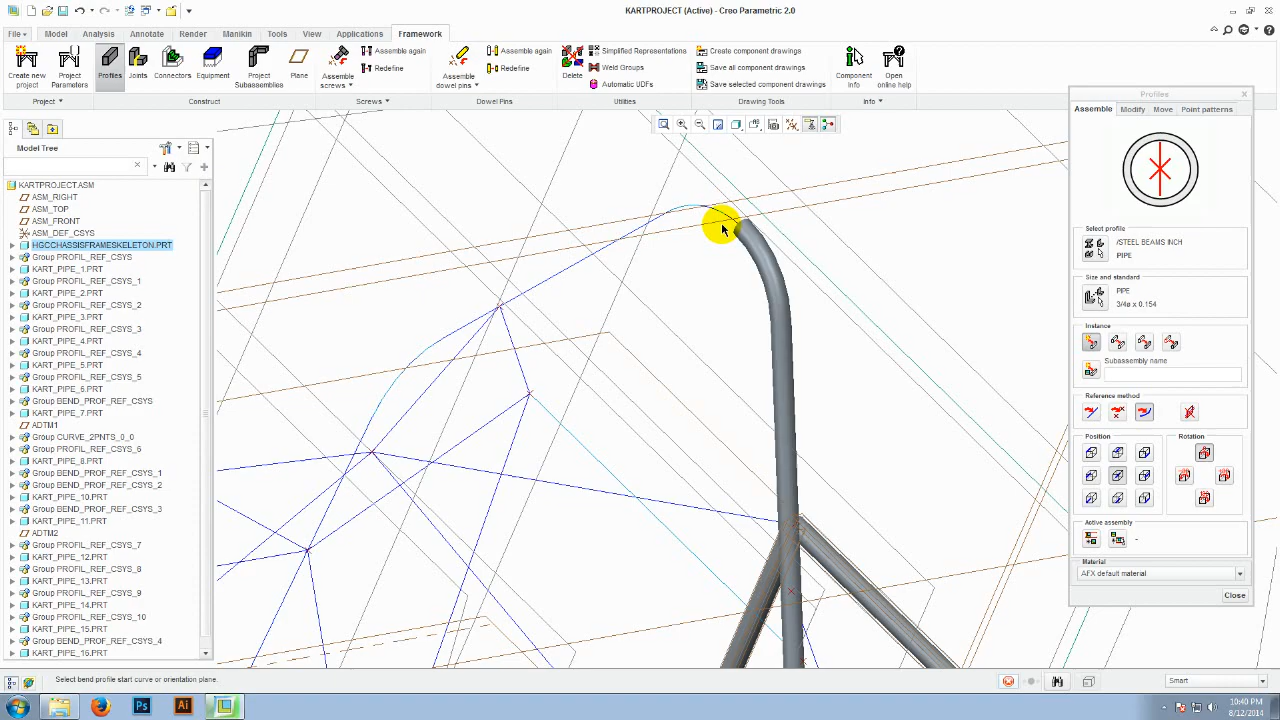 KARTPROJECT (Active) - Creo Parametric 2.0
File
Model
Analysis
Annotate
Render
Manikin
Tools
View
Applications
Framework
Create new project
Project Parameters
Profiles
Joints
Connectors
Equipment
Project Subassemblies
Plane
Assemble screws
Assemble again
Redefine
Assemble dowel pins
Assemble again
Redefine
Delete
Simplified Representations
Weld Groups
Automatic UDFs
Create component drawings
Save all component drawings
Save selected component drawings
Component Info
Open online help
Project
Construct
Screws
Dowel Pins
Utilities
Drawing Tools
Info
Model Tree
KARTPROJECT.ASM
ASM_RIGHT
ASM_TOP
ASM_FRONT
ASM_DEF_CSYS
HGCCHASSISFRAMESKELETON.PRT
Group PROFIL_REF_CSYS
KART_PIPE_1.PRT
Group PROFIL_REF_CSYS_1
KART_PIPE_2.PRT
Group PROFIL_REF_CSYS_2
KART_PIPE_3.PRT
Group PROFIL_REF_CSYS_3
KART_PIPE_4.PRT
Group PROFIL_REF_CSYS_4
KART_PIPE_5.PRT
Group PROFIL_REF_CSYS_5
KART_PIPE_6.PRT
Group BEND_PROF_REF_CSYS
KART_PIPE_7.PRT
ADTM1
Group CURVE_2PNTS_0_0
Group PROFIL_REF_CSYS_6
KART_PIPE_8.PRT
Group BEND_PROF_REF_CSYS_1
Group BEND_PROF_REF_CSYS_2
KART_PIPE_10.PRT
Group BEND_PROF_REF_CSYS_3
KART_PIPE_11.PRT
ADTM2
Group PROFIL_REF_CSYS_7
KART_PIPE_12.PRT
Group PROFIL_REF_CSYS_8
KART_PIPE_13.PRT
Group PROFIL_REF_CSYS_9
KART_PIPE_14.PRT
Group PROFIL_REF_CSYS_10
KART_PIPE_15.PRT
Group BEND_PROF_REF_CSYS_4
KART_PIPE_16.PRT
Profiles
Assemble
Modify
Move
Point patterns
Select profile
/STEEL BEAMS INCH
PIPE
Size and standard
PIPE
3/4ø x 0.154
Instance
Subassembly name
Reference method
Position
Rotation
Active assembly
-
Material
AFX default material
Close
Select bend profile start curve or orientation plane.
Smart
Ps
Ai
10:40 PM
8/12/2014